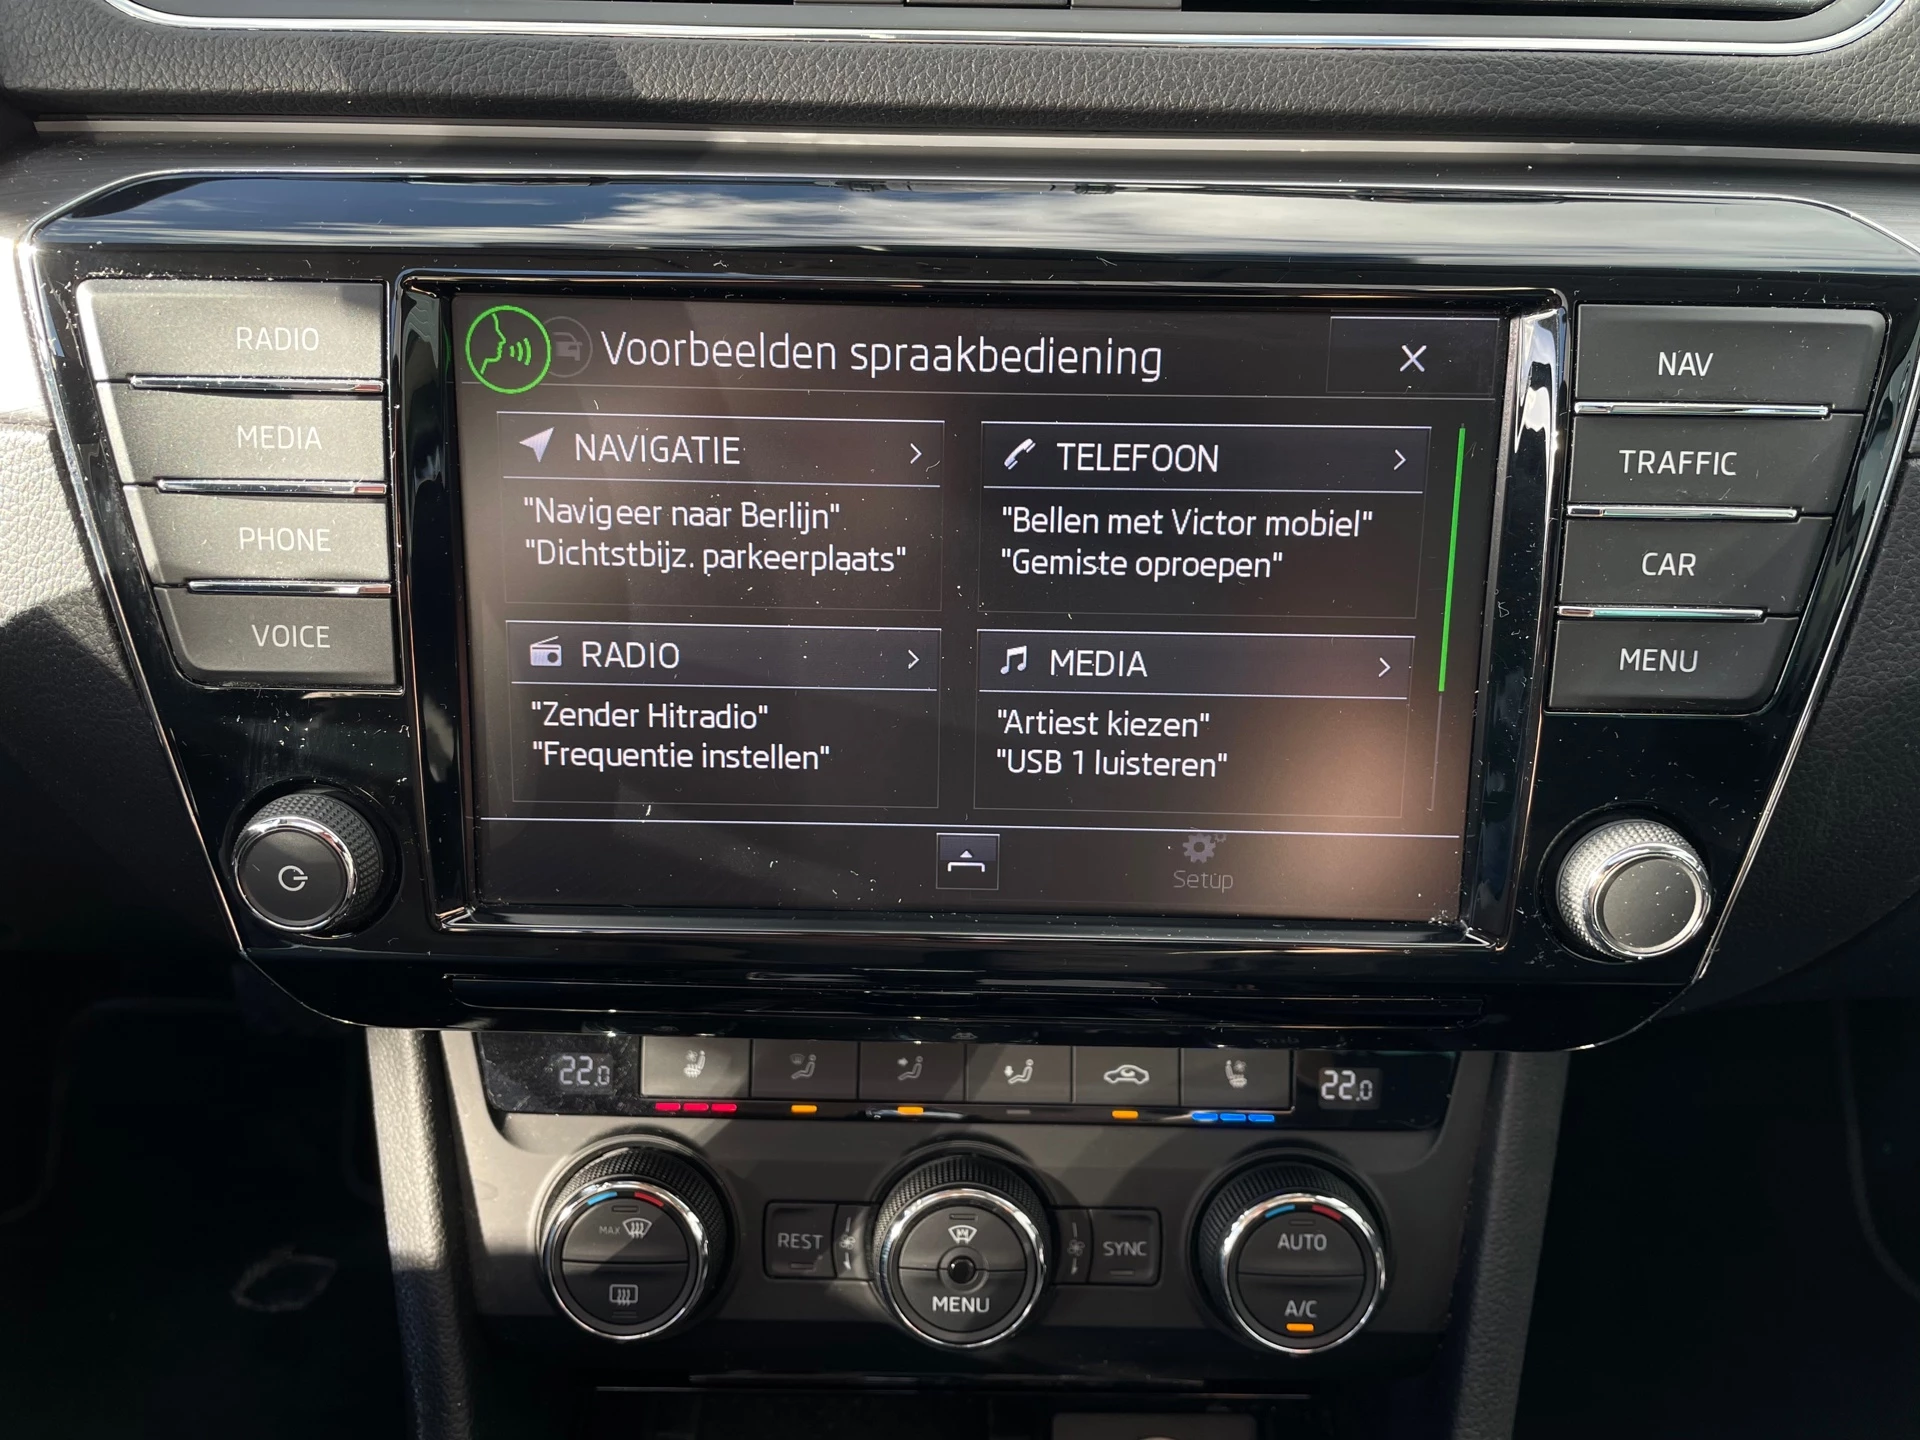 RADIO
MEDIA
PHONE
VOICE
Voorbeelden spraakbediening
NAVIGATIE
"Navigeer naar Berlijn"
"Dichtstbijz. parkeerplaats"
TELEFOON
"Bellen met Victor mobiel"
"Gemiste oproepen"
RADIO
"Zender Hitradio"
"Frequentie instellen"
MEDIA
"Artiest kiezen"
"USB 1 luisteren"
Setup
NAV
TRAFFIC
CAR
MENU
22.0
22.0
MAX
REST
MENU
SYNC
AUTO
A/C